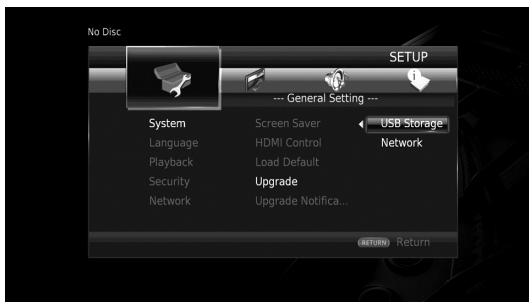 No Disc
SETUP
--- General Setting ---
System
Screen Saver
USB Storage
Language
HDMI Control
Network
Playback
Load Default
Security
Upgrade
Network
Upgrade Notifica...
RETURN Return